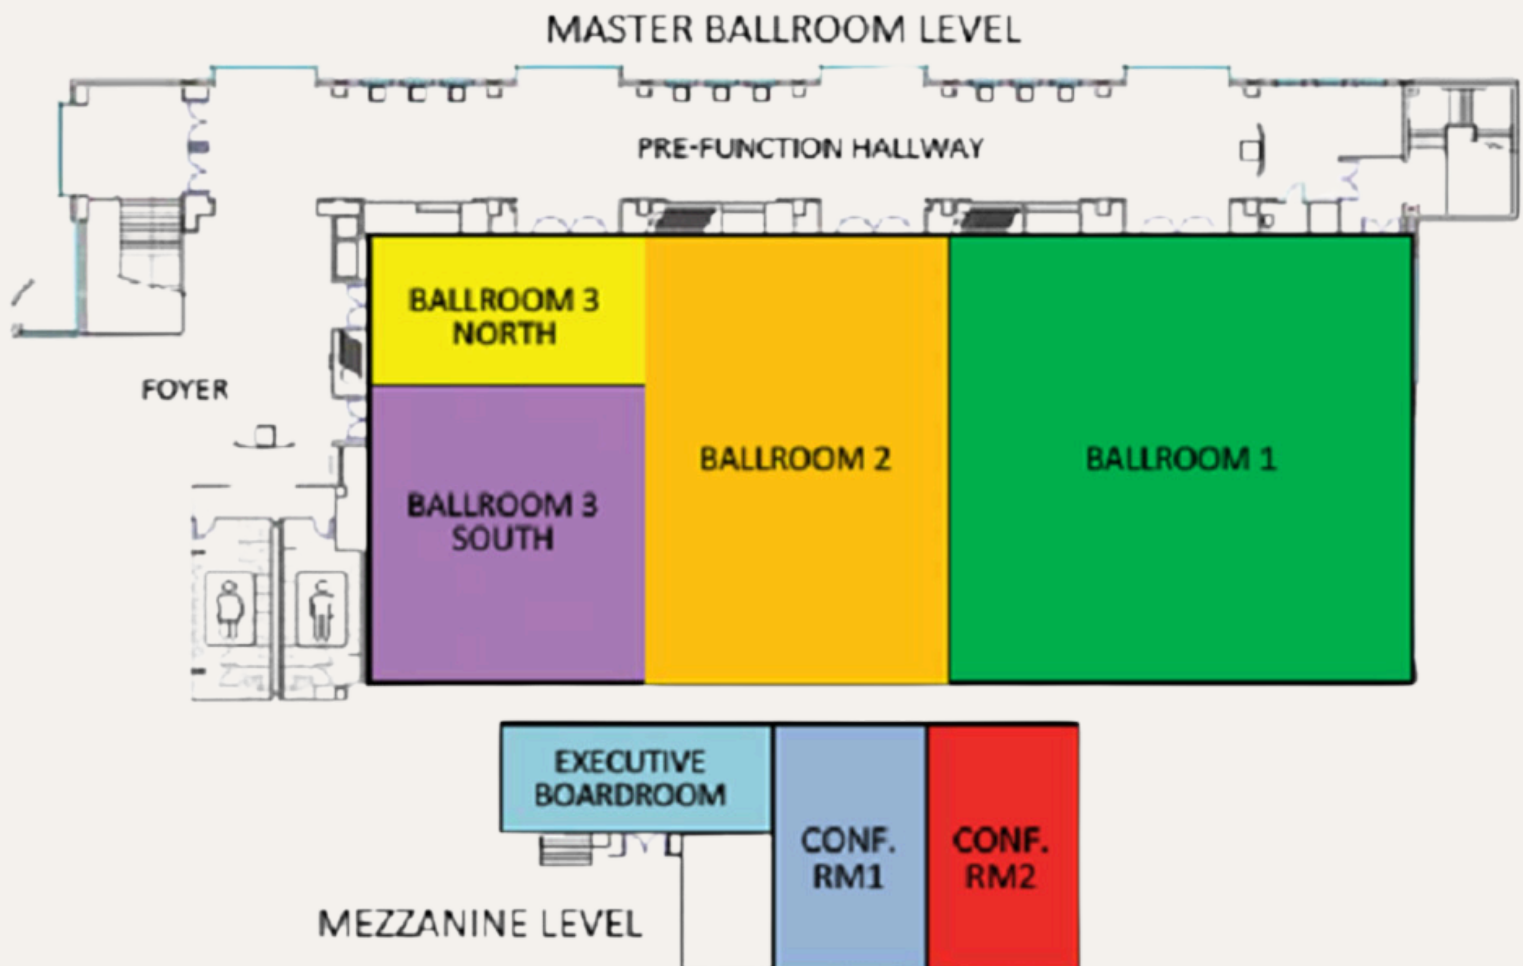 MASTER BALLROOM LEVEL
PRE-FUNCTION HALLWAY
BALLROOM 3
NORTH
FOYER
BALLROOM 2
BALLROOM 1
BALLROOM 3
SOUTH
EXECUTIVE
BOARDROOM
CONF.
RM1
CONF.
RM2
MEZZANINE LEVEL